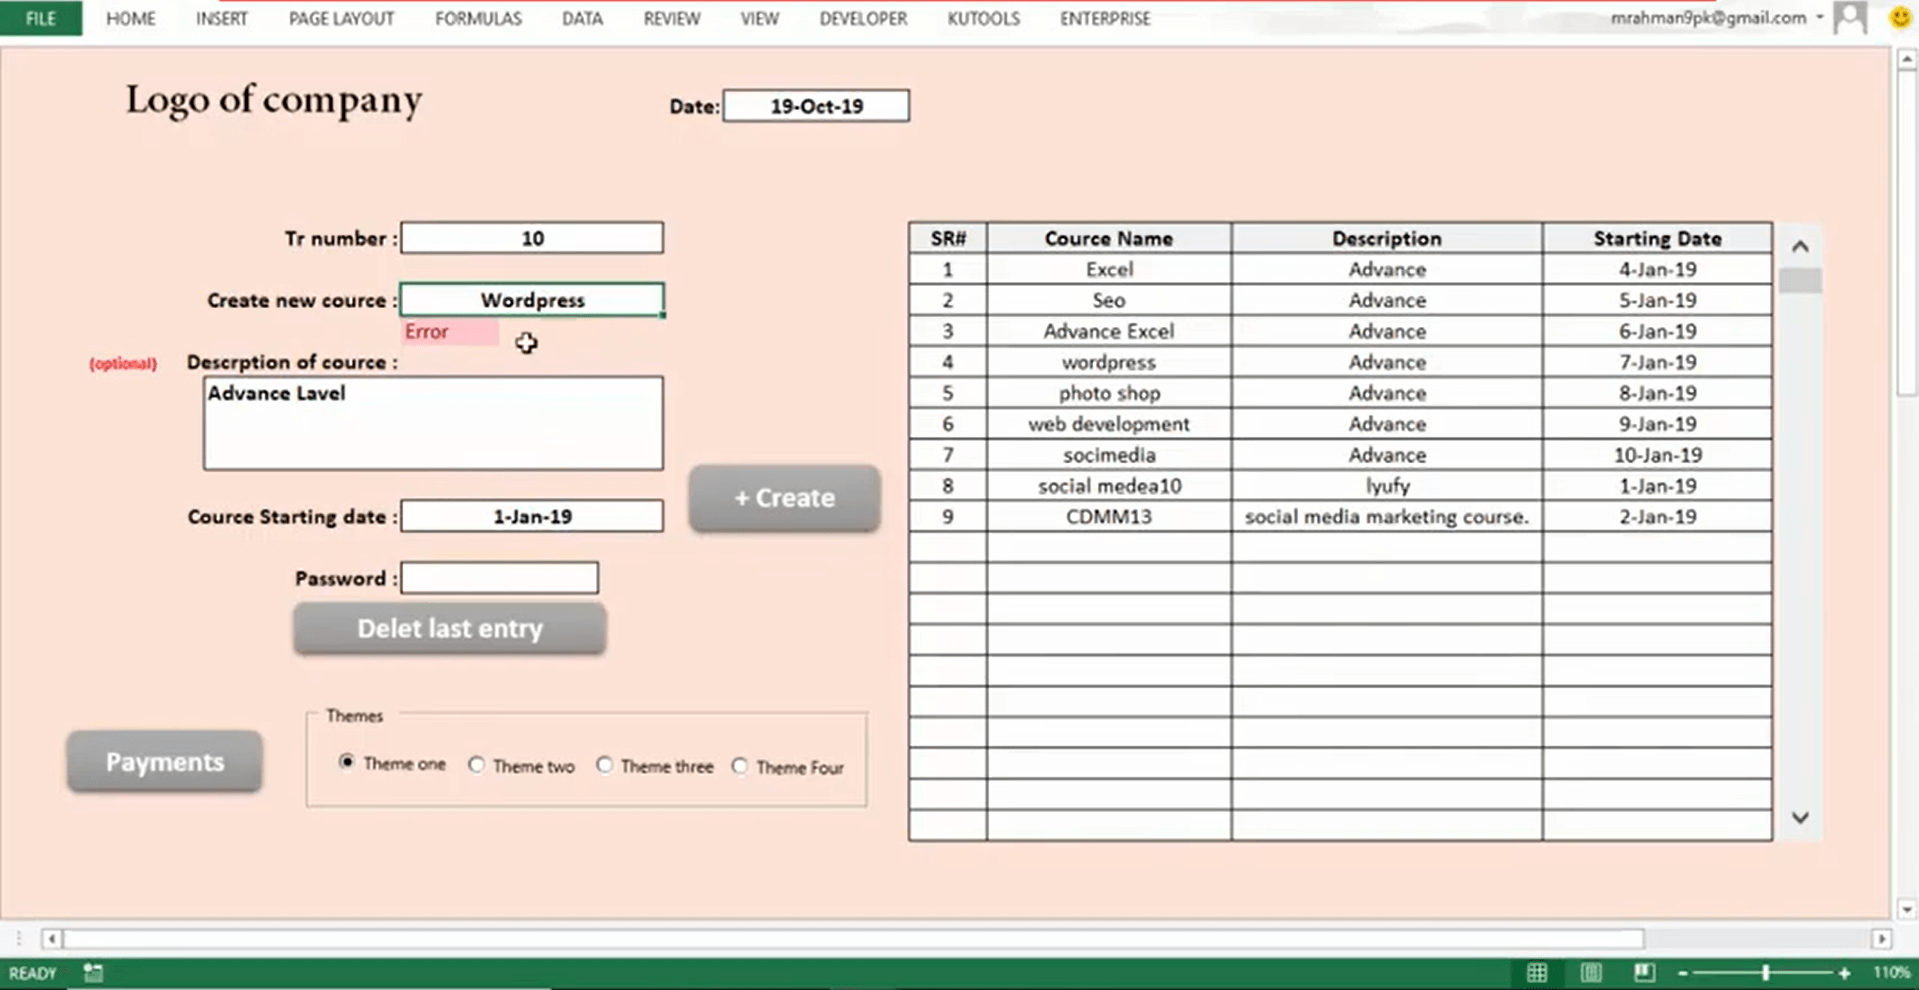 FILE HOME INSERT PAGE LAYOUT FORMULAS DATA REVIEW VIEW DEVELOPER KUTOOLS ENTERPRISE mrahman9pk@gmail.com
Logo of company
Date: 19-Oct-19
Tr number : 10
Create new cource : Wordpress
Error
(optional) Descrption of cource :
Advance Lavel
+ Create
Cource Starting date : 1-Jan-19
Password :
Delet last entry
Themes
Payments
Theme one Theme two Theme three Theme Four
SR# Cource Name Description Starting Date
1 Excel Advance 4-Jan-19
2 Seo Advance 5-Jan-19
3 Advance Excel Advance 6-Jan-19
4 wordpress Advance 7-Jan-19
5 photo shop Advance 8-Jan-19
6 web development Advance 9-Jan-19
7 socimedia Advance 10-Jan-19
8 social medea10 lyufy 1-Jan-19
9 CDMM13 social media marketing course. 2-Jan-19
READY 110%